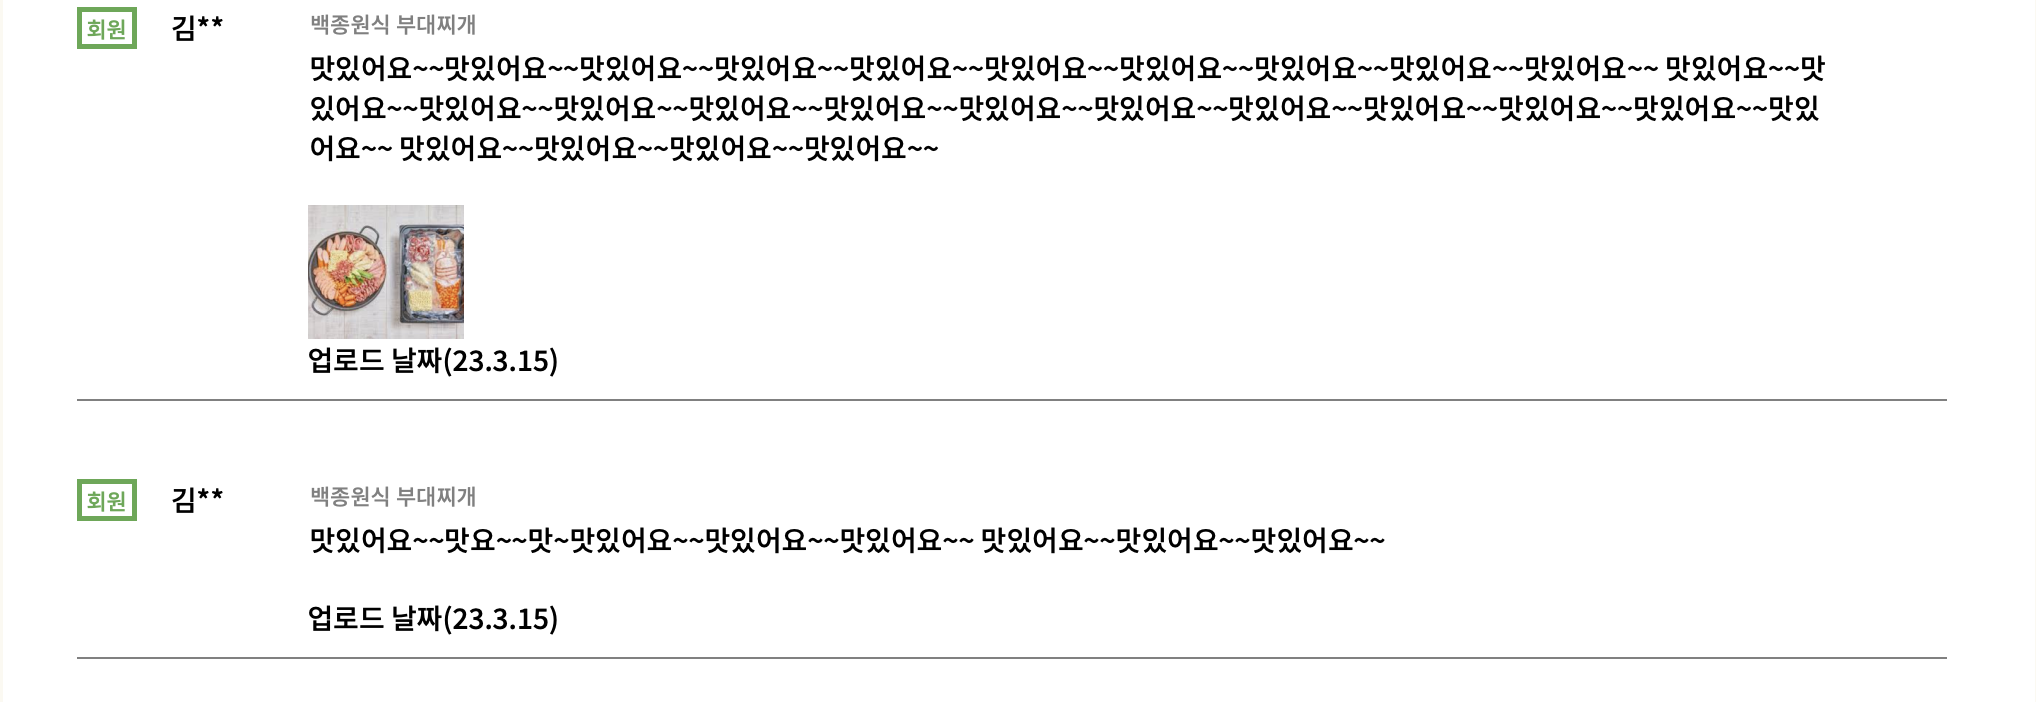 회원 김** 백종원식 부대찌개
맛있어요~~맛있어요~~맛있어요~~맛있어요~~맛있어요~~맛있어요~~맛있어요~~맛있어요~~맛있어요~~맛있어요~~ 맛있어요~~맛
있어요~~맛있어요~~맛있어요~~맛있어요~~맛있어요~~맛있어요~~맛있어요~~맛있어요~~맛있어요~~맛있어요~~맛있어요~~맛있
어요~~ 맛있어요~~맛있어요~~맛있어요~~맛있어요~~
업로드 날짜(23.3.15)
회원 김** 백종원식 부대찌개
맛있어요~~맛요~~맛~맛있어요~~맛있어요~~맛있어요~~ 맛있어요~~맛있어요~~맛있어요~~
업로드 날짜(23.3.15)